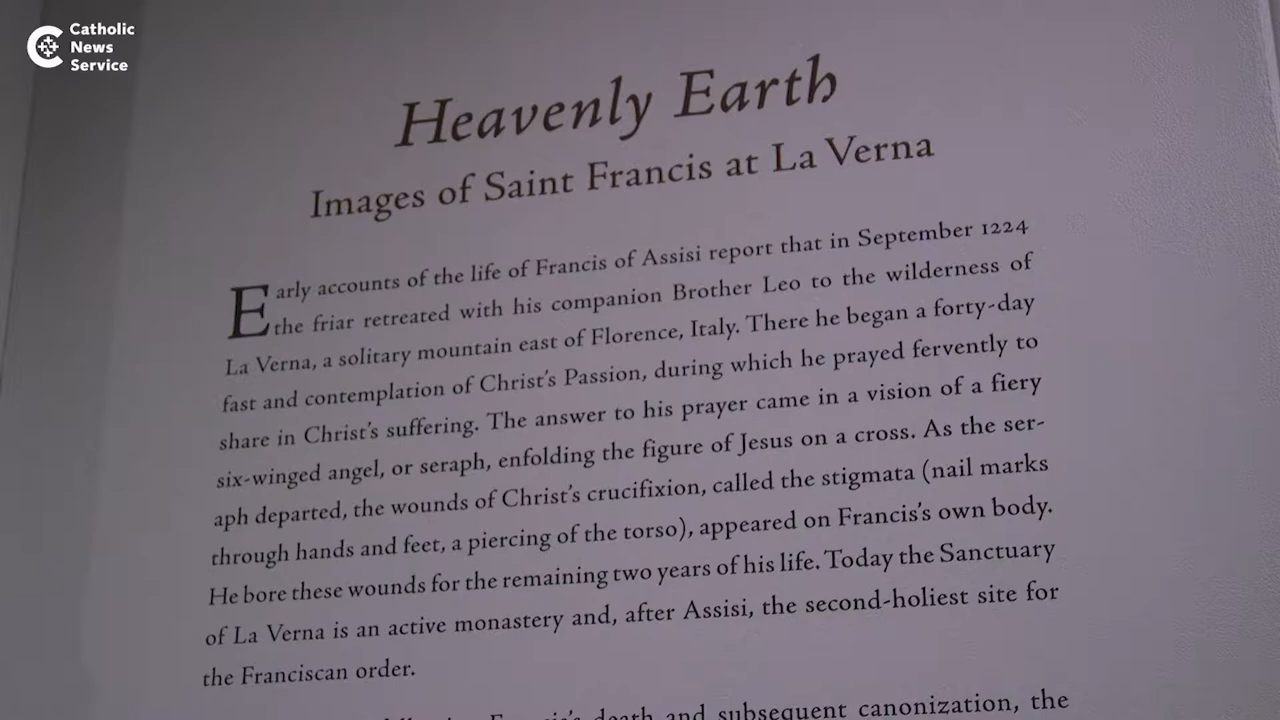 Catholic
News
Service
Heavenly Earth
Images of Saint Francis at La Verna
Early accounts of the life of Francis of Assisi report that in September 1224
the friar retreated with his companion Brother Leo to the wilderness of
La Verna, a solitary mountain east of Florence, Italy. There he began a forty-day
fast and contemplation of Christ's Passion, during which he prayed fervently to
share in Christ's suffering. The answer to his prayer came in a vision of a fiery
six-winged angel, or seraph, enfolding the figure of Jesus on a cross. As the ser-
aph departed, the wounds of Christ's crucifixion, called the stigmata (nail marks
through hands and feet, a piercing of the torso), appeared on Francis's own body.
He bore these wounds for the remaining two years of his life. Today the Sanctuary
of La Verna is an active monastery and, after Assisi, the second-holiest site for
the Franciscan order.
Francis's death and subsequent canonization, the